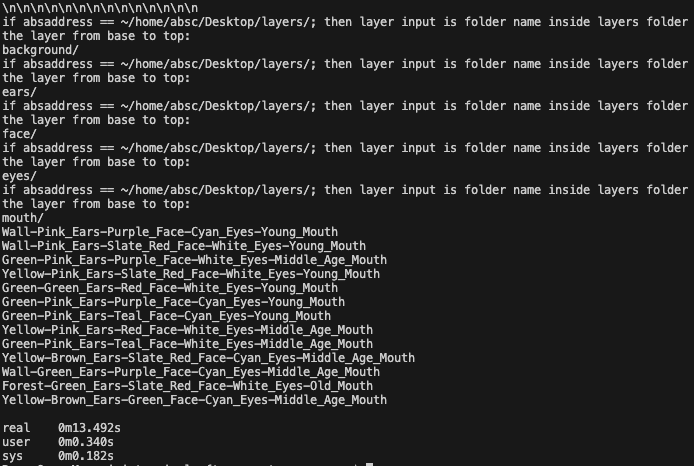 \n\n\n\n\n\n\n\n\n\n\n\n\n\n
if absaddress == ~/home/absc/Desktop/layers/; then layer input is folder name inside layers folder
the layer from base to top:
background/
if absaddress == ~/home/absc/Desktop/layers/; then layer input is folder name inside layers folder
the layer from base to top:
ears/
if absaddress == ~/home/absc/Desktop/layers/; then layer input is folder name inside layers folder
the layer from base to top:
face/
if absaddress == ~/home/absc/Desktop/layers/; then layer input is folder name inside layers folder
the layer from base to top:
eyes/
if absaddress == ~/home/absc/Desktop/layers/; then layer input is folder name inside layers folder
the layer from base to top:
mouth/
Wall-Pink_Ears-Purple_Face-Cyan_Eyes-Young_Mouth
Wall-Pink_Ears-Slate_Red_Face-White_Eyes-Young_Mouth
Green-Pink_Ears-Purple_Face-White_Eyes-Middle_Age_Mouth
Yellow-Pink_Ears-Slate_Red_Face-White_Eyes-Young_Mouth
Green-Green_Ears-Red_Face-White_Eyes-Young_Mouth
Green-Pink_Ears-Purple_Face-Cyan_Eyes-Young_Mouth
Green-Pink_Ears-Teal_Face-Cyan_Eyes-Young_Mouth
Yellow-Pink_Ears-Red_Face-White_Eyes-Middle_Age_Mouth
Green-Pink_Ears-Teal_Face-White_Eyes-Middle_Age_Mouth
Yellow-Brown_Ears-Slate_Red_Face-Cyan_Eyes-Middle_Age_Mouth
Wall-Green_Ears-Purple_Face-Cyan_Eyes-Middle_Age_Mouth
Forest-Green_Ears-Slate_Red_Face-White_Eyes-Old_Mouth
Yellow-Brown_Ears-Green_Face-Cyan_Eyes-Middle_Age_Mouth
real 0m13.492s
user 0m0.340s
sys 0m0.182s